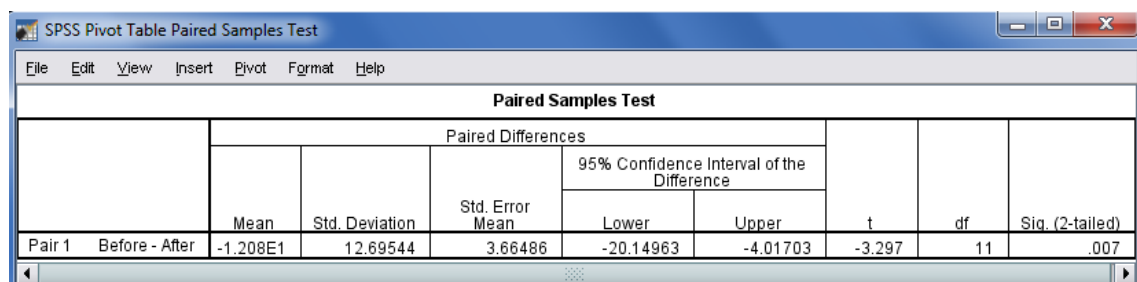 SPSS Pivot Table Paired Samples Test
File Edit View Insert Pivot Format Help
Paired Samples Test
Paired Differences
95% Confidence Interval of the
Difference
Mean Std. Deviation Std. Error
Mean Lower Upper t df Sig. (2-tailed)
Pair 1 Before - After -1.208E1 12.69544 3.66486 -20.14963 -4.01703 -3.297 11 .007